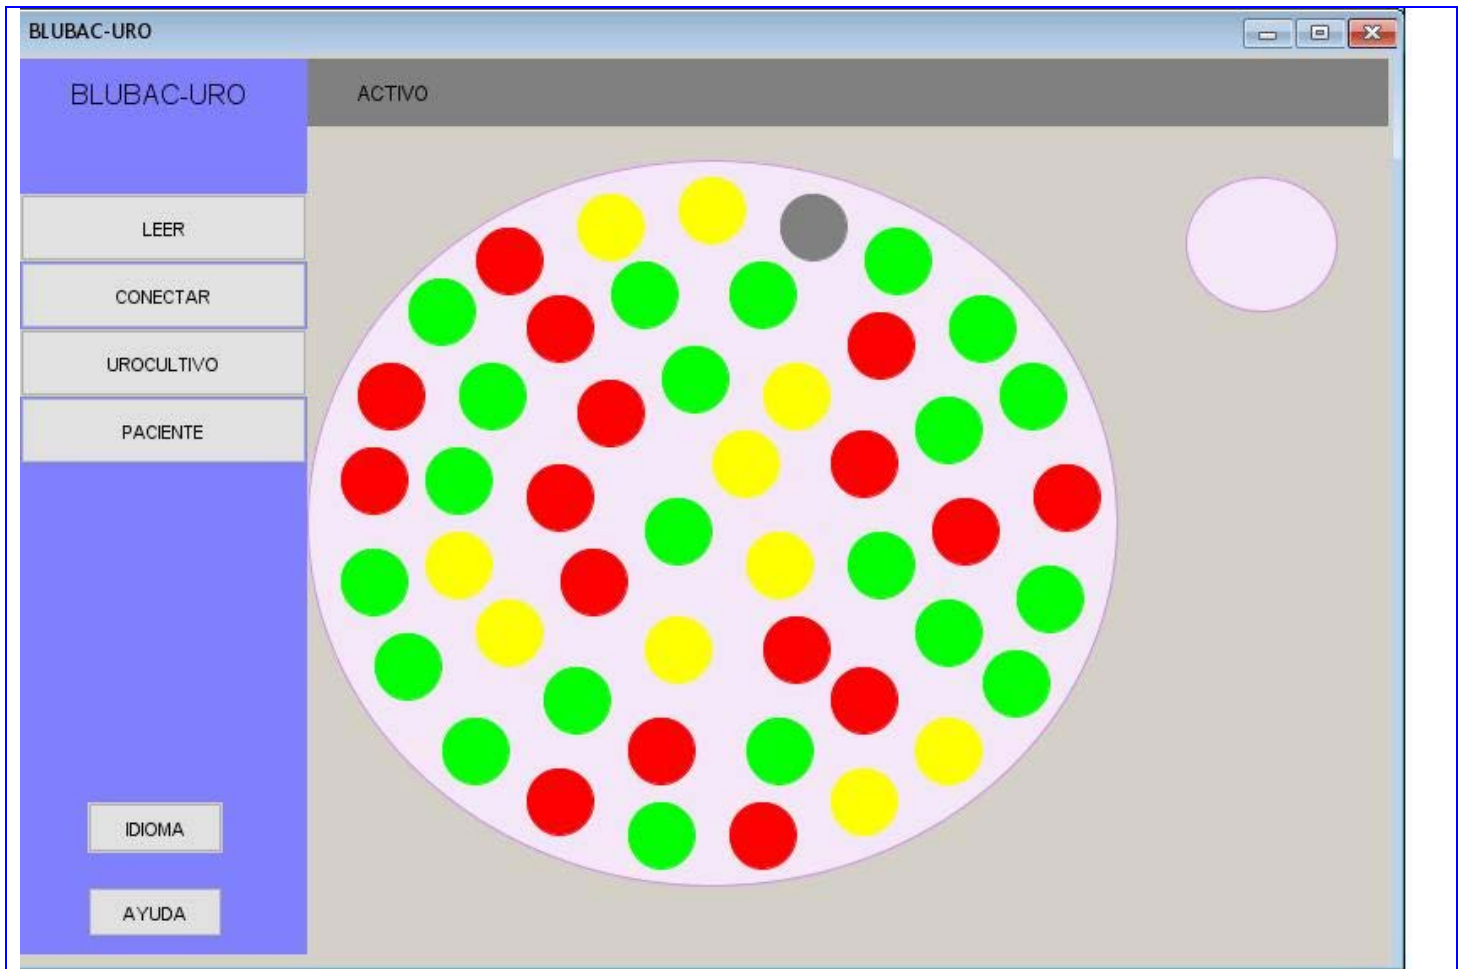 BLUBAC-URO
BLUBAC-URO
ACTIVO
LEER
CONECTAR
UROCULTIVO
PACIENTE
IDIOMA
AYUDA